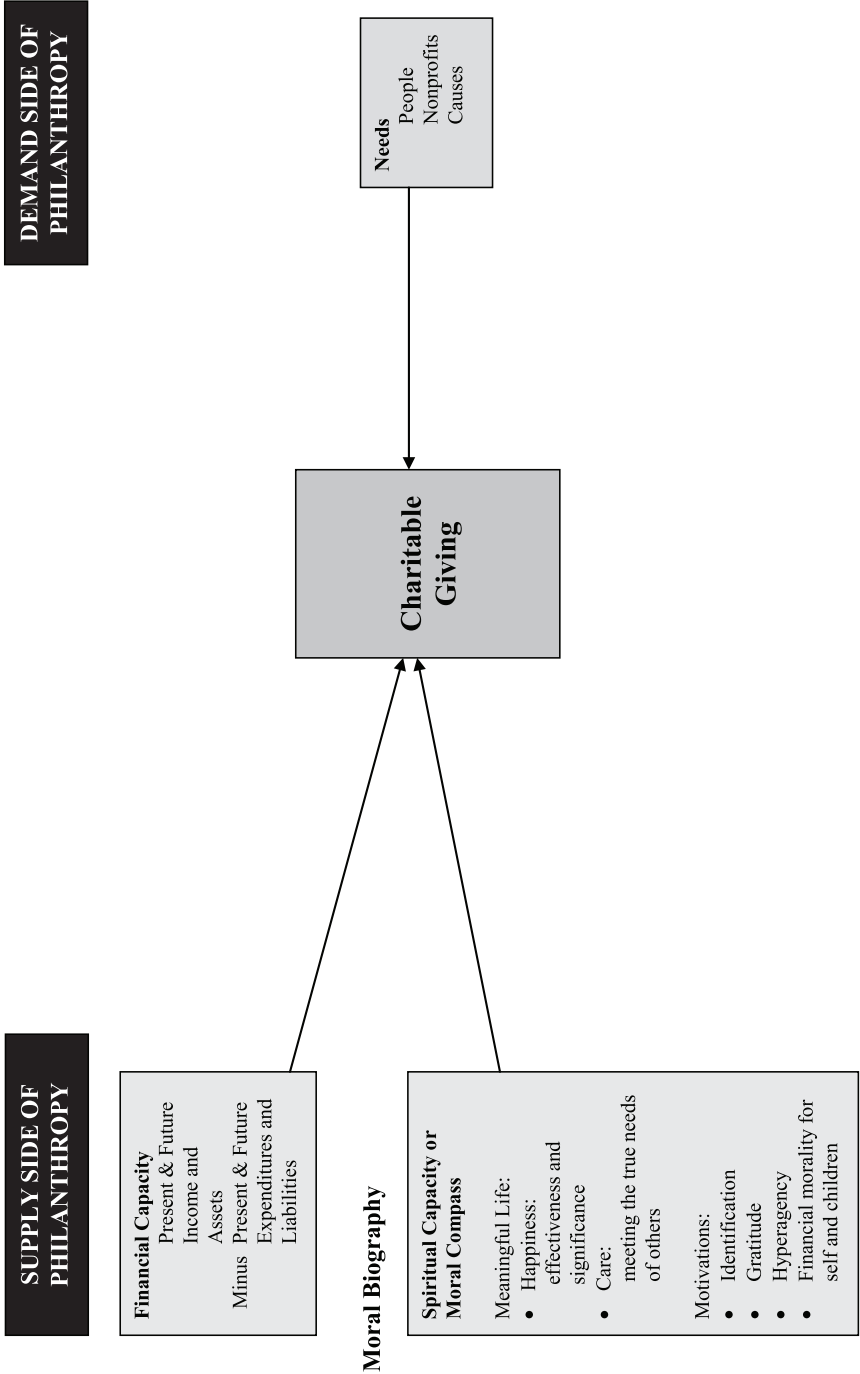 SUPPLY SIDE OF
PHILANTHROPY
DEMAND SIDE OF
PHILANTHROPY
Financial Capacity
Present & Future
Income and
Assets
Minus Present & Future
Expenditures and
Liabilities
Moral Biography
Spiritual Capacity or
Moral Compass
Meaningful Life:
• Happiness:
effectiveness and
significance
• Care:
meeting the true needs
of others
Motivations:
• Identification
• Gratitude
• Hyperagency
• Financial morality for
self and children
Charitable
Giving
Needs
People
Nonprofits
Causes